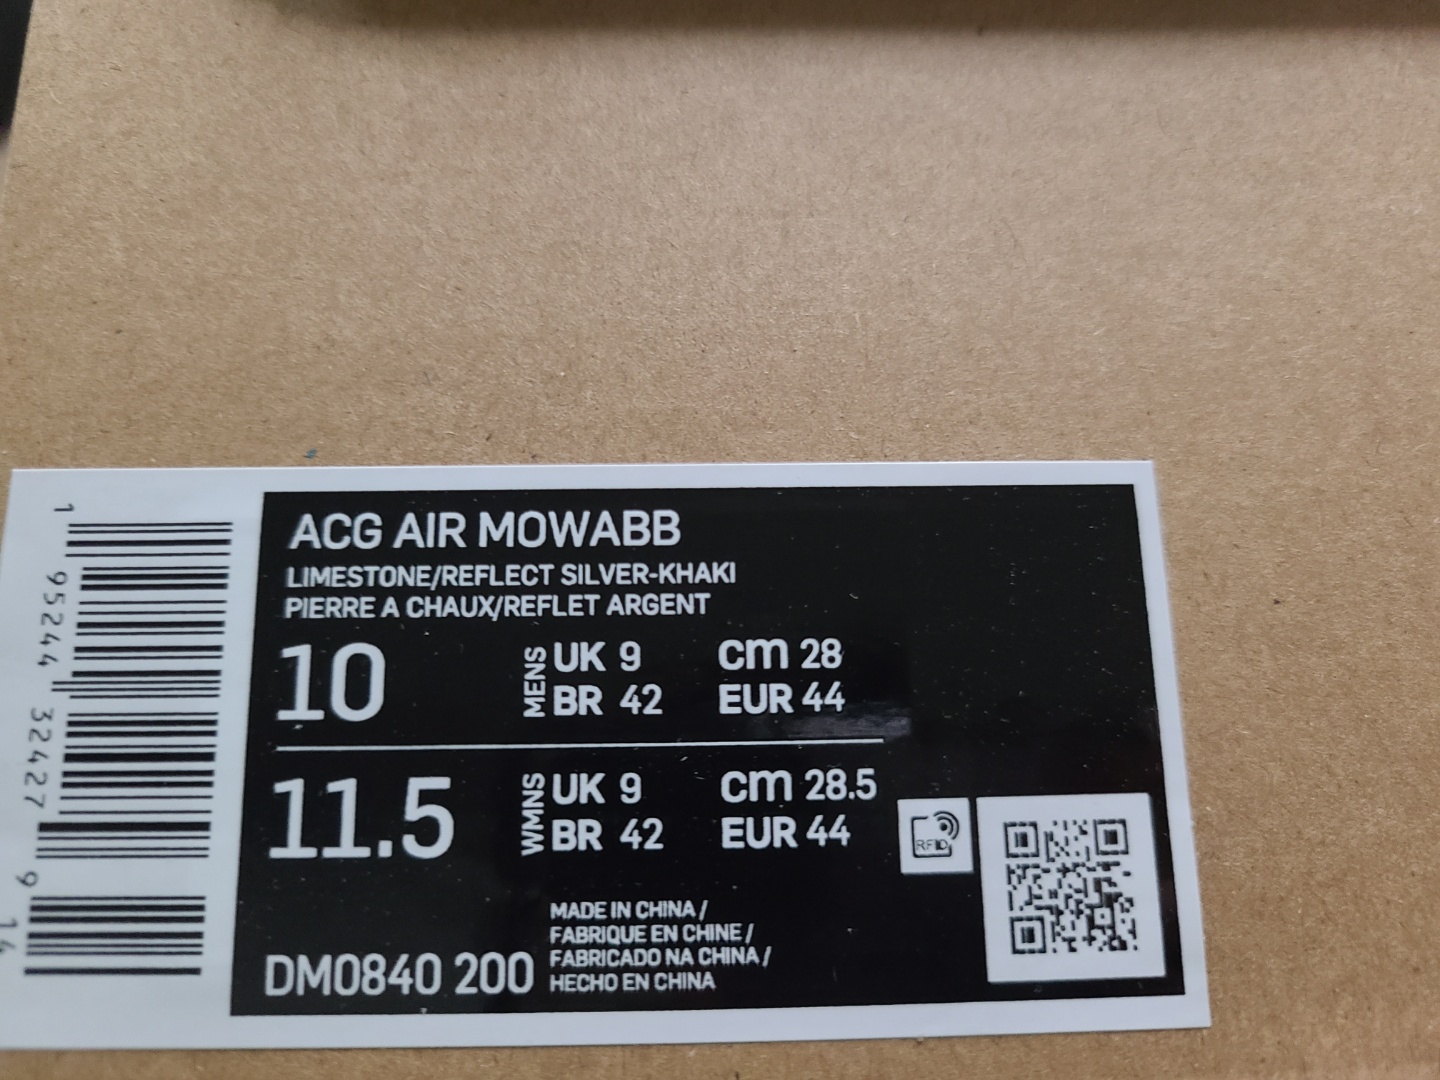 ACG AIR MOWABB
LIMESTONE/REFLECT SILVER-KHAKI
PIERRE A CHAUX/REFLET ARGENT
10 MENS UK 9 cm 28
BR 42 EUR 44
11.5 WMNS UK 9 cm 28.5
BR 42 EUR 44
RFID
MADE IN CHINA /
FABRIQUE EN CHINE /
FABRICADO NA CHINA /
DM0840 200 HECHO EN CHINA
1 95244 32427 9 14